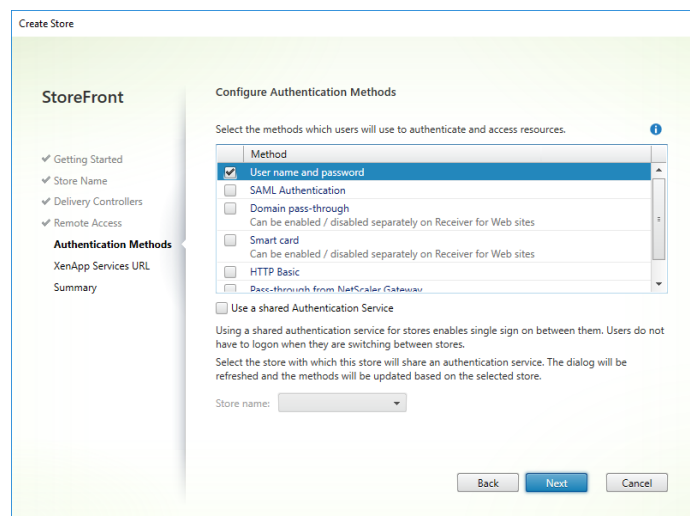 Create Store
StoreFront
Getting Started
Store Name
Delivery Controllers
Remote Access
Authentication Methods
XenApp Services URL
Summary
Configure Authentication Methods
Select the methods which users will use to authenticate and access resources.
Method
User name and password
SAML Authentication
Domain pass-through
Can be enabled / disabled separately on Receiver for Web sites
Smart card
Can be enabled / disabled separately on Receiver for Web sites
HTTP Basic
Pass-through from NetScaler Gateway
Use a shared Authentication Service
Using a shared authentication service for stores enables single sign on between them. Users do not
have to logon when they are switching between stores.
Select the store with which this store will share an authentication service. The dialog will be
refreshed and the methods will be updated based on the selected store.
Store name:
Back
Next
Cancel